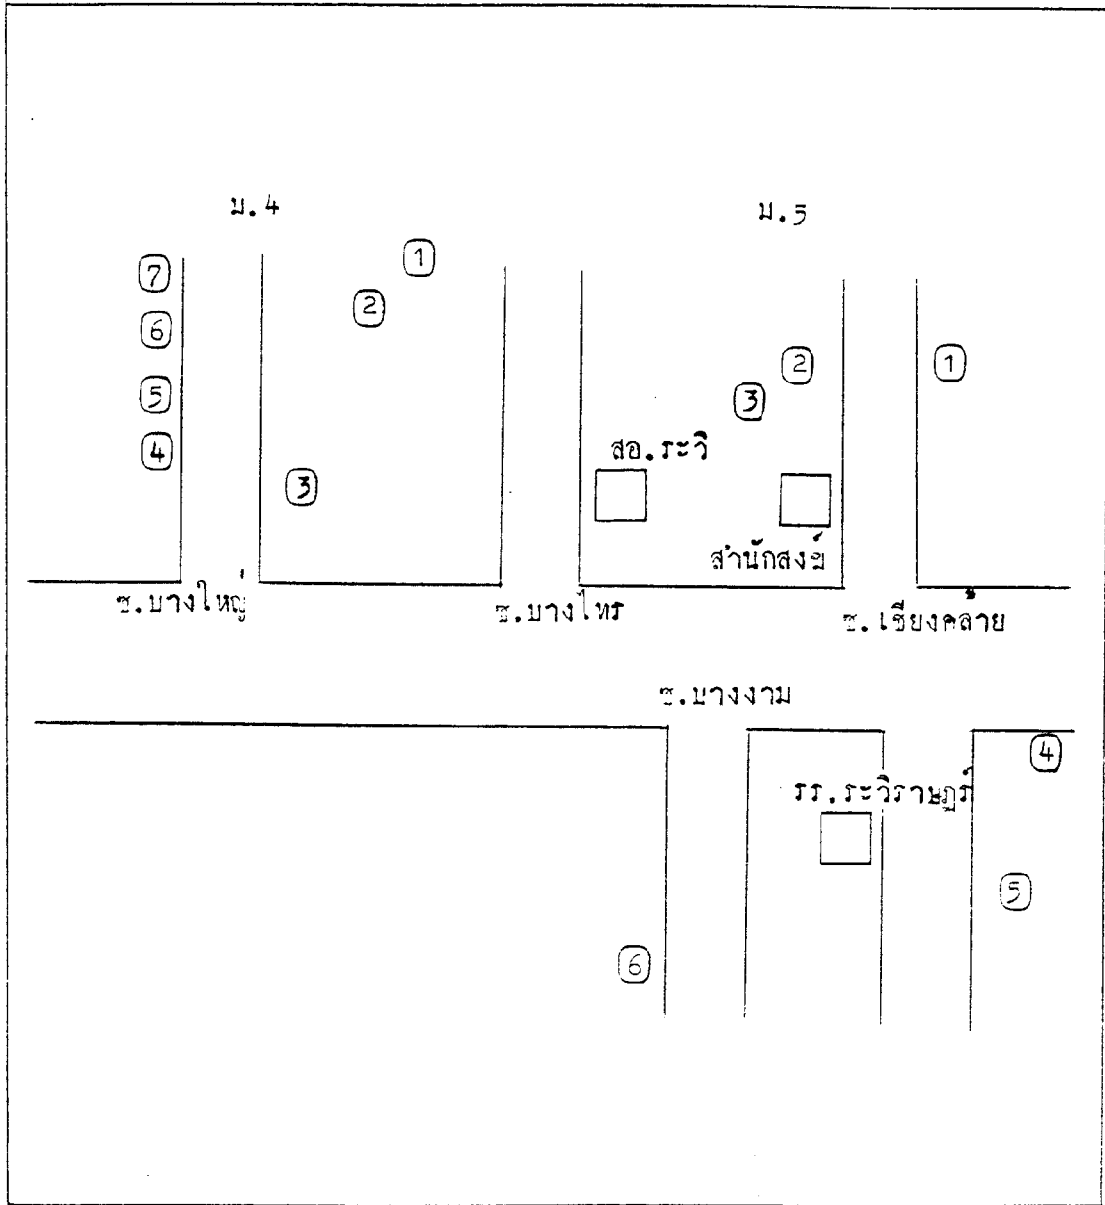 ม.4 ม.5
1
7 2
6 2 1
5 3
4 สอ.ระวิ
3
สำนักสงฆ์
ซ.บางใหญ่ ซ.บางไทร ซ.เชียงคล้าย
ซ.บางงาม
4
รร.ระวิราษฎร์
5
6